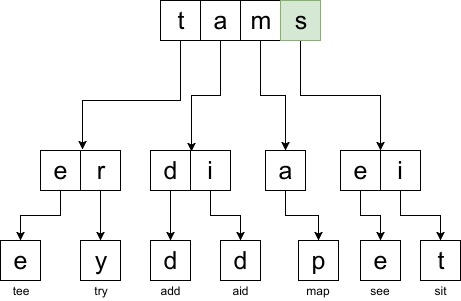 t a m s
e r d i a e i
e y d d p e t
tee try add aid map see sit